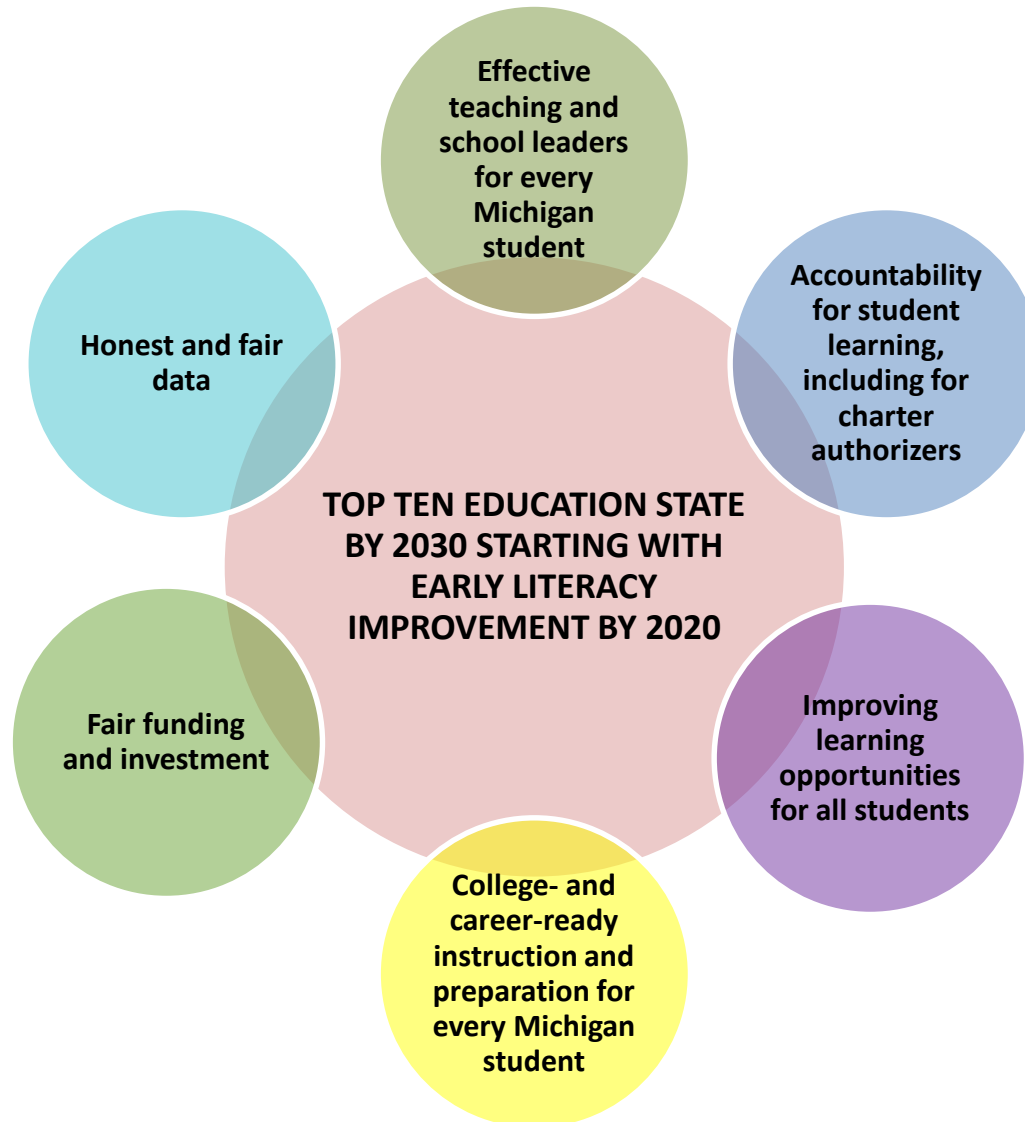 Effective
teaching and
school leaders
for every
Michigan
student
Accountability
for student
learning,
including for
charter
authorizers
Honest and fair
data
TOP TEN EDUCATION STATE
BY 2030 STARTING WITH
EARLY LITERACY
IMPROVEMENT BY 2020
Fair funding
and investment
Improving
learning
opportunities
for all students
College- and
career-ready
instruction and
preparation for
every Michigan
student